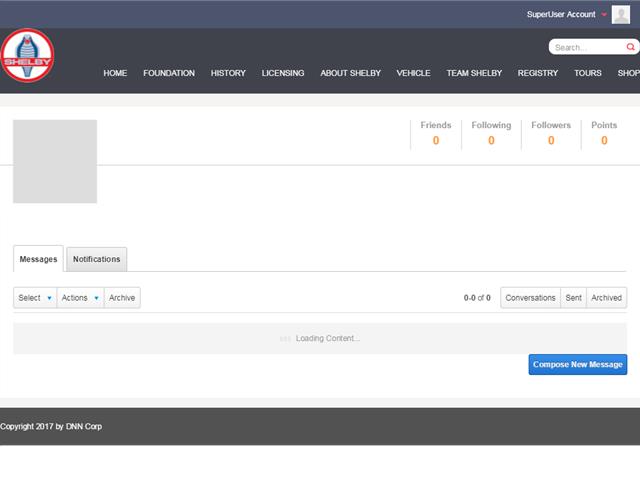 SuperUser Account
SHELBY
Search...
HOME FOUNDATION HISTORY LICENSING ABOUT SHELBY VEHICLE TEAM SHELBY REGISTRY TOURS SHOP
Friends Following Followers Points
0 0 0 0
Messages Notifications
Select Actions Archive 0-0 of 0 Conversations Sent Archived
Loading Content...
Compose New Message
Copyright 2017 by DNN Corp